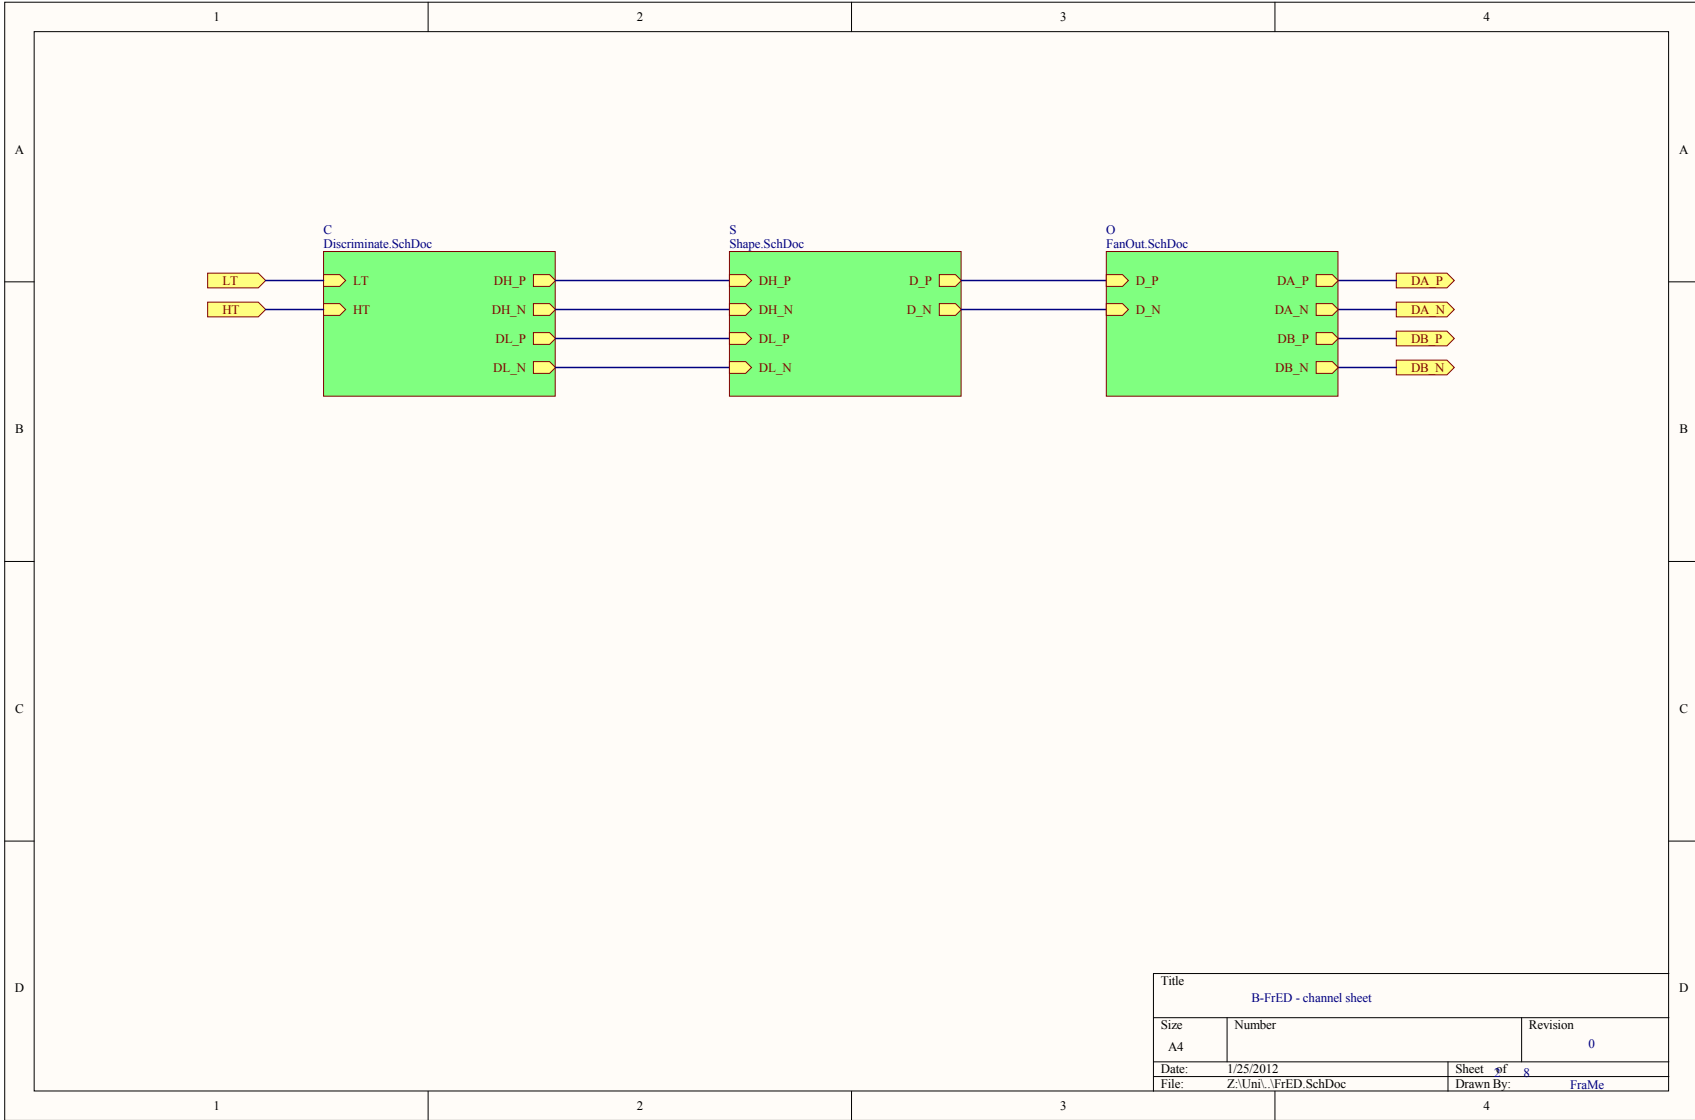 1 2 3 4
A A
C S O
Discriminate.SchDoc Shape.SchDoc FanOut.SchDoc
LT LT DH_P DH_P D_P D_P DA_P DA_P
HT HT DH_N DH_N D_N D_N DA_N DA_N
DL_P DL_P DB_P DB_P
DL_N DL_N DB_N DB_N
B B
C C
D D
Title
B-FrED - channel sheet
Size Number Revision
A4 0
Date: 1/25/2012 Sheet of 8
File: Z:\Uni\..\FrED.SchDoc Drawn By: FraMe
1 2 3 4